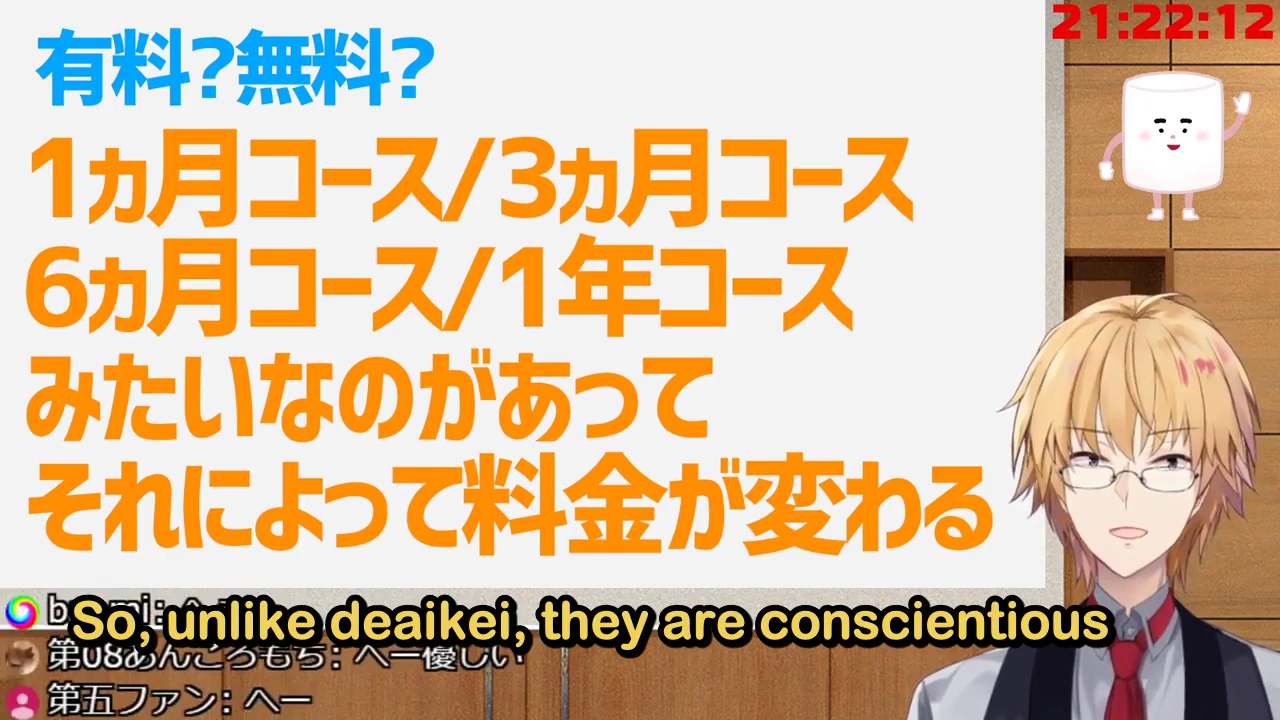 21:22:12
有料?無料?
1ヵ月コース/3ヵ月コース
6ヵ月コース/1年コース
みたいなのがあって
それによって料金が変わる
So, unlike deaikei, they are conscientious
第08あんころもち: へー優しい
第五ファン: へー